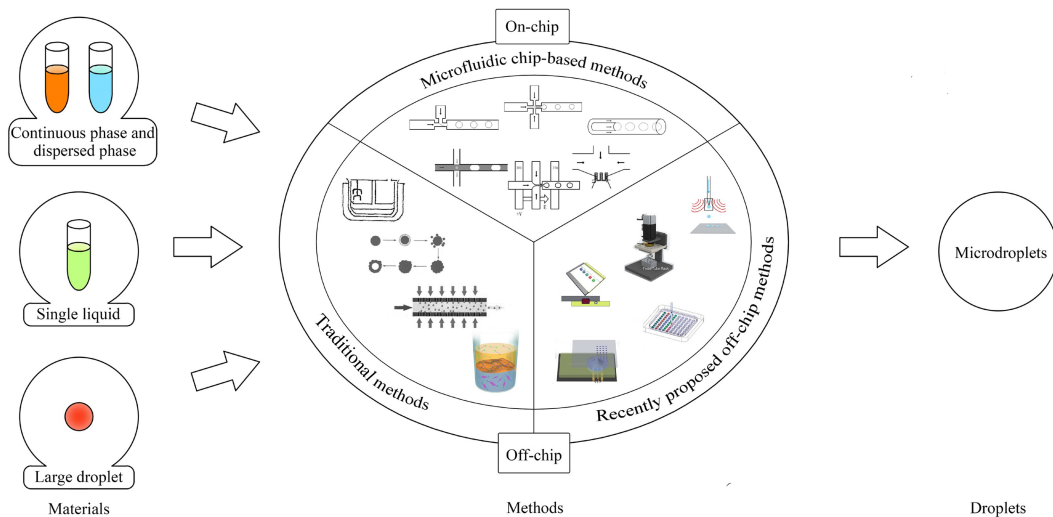 On-chip
Microfluidic chip-based methods
Continuous phase and
dispersed phase
Single liquid
Large droplet
Traditional methods
Recently proposed off-chip methods
Off-chip
Microdroplets
Materials
Methods
Droplets